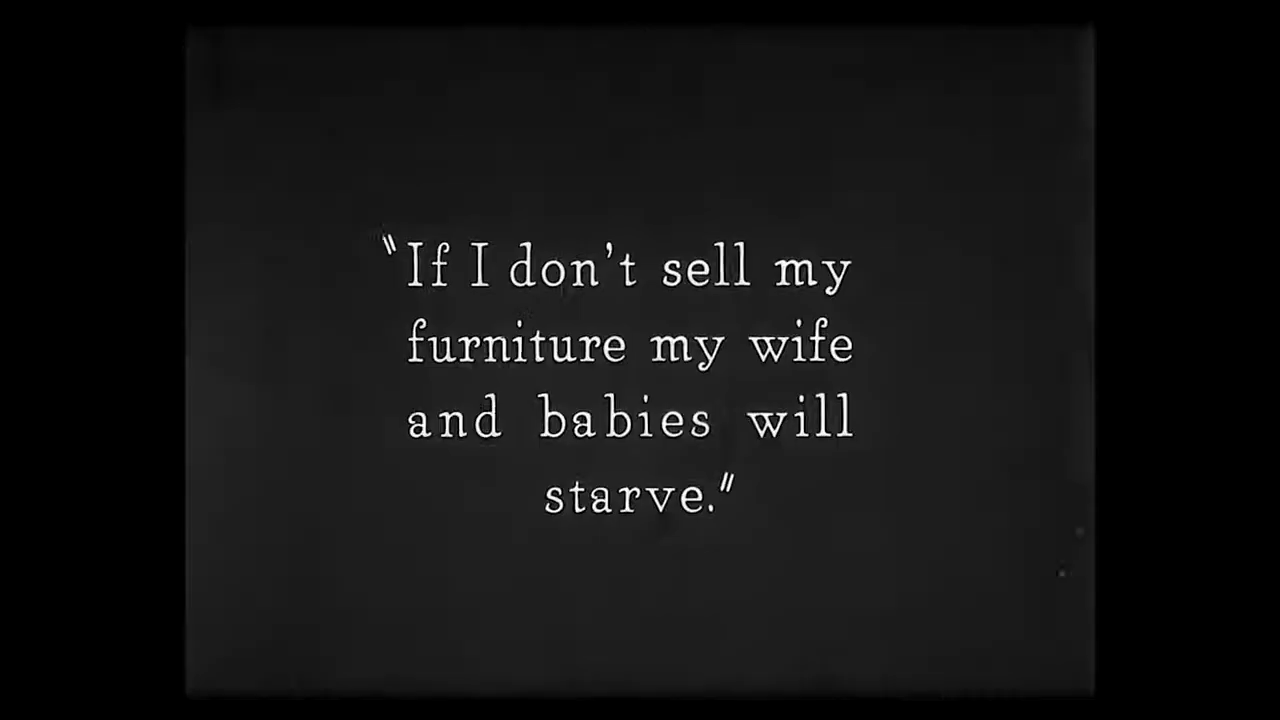 "If I don't sell my
furniture my wife
and babies will
starve."